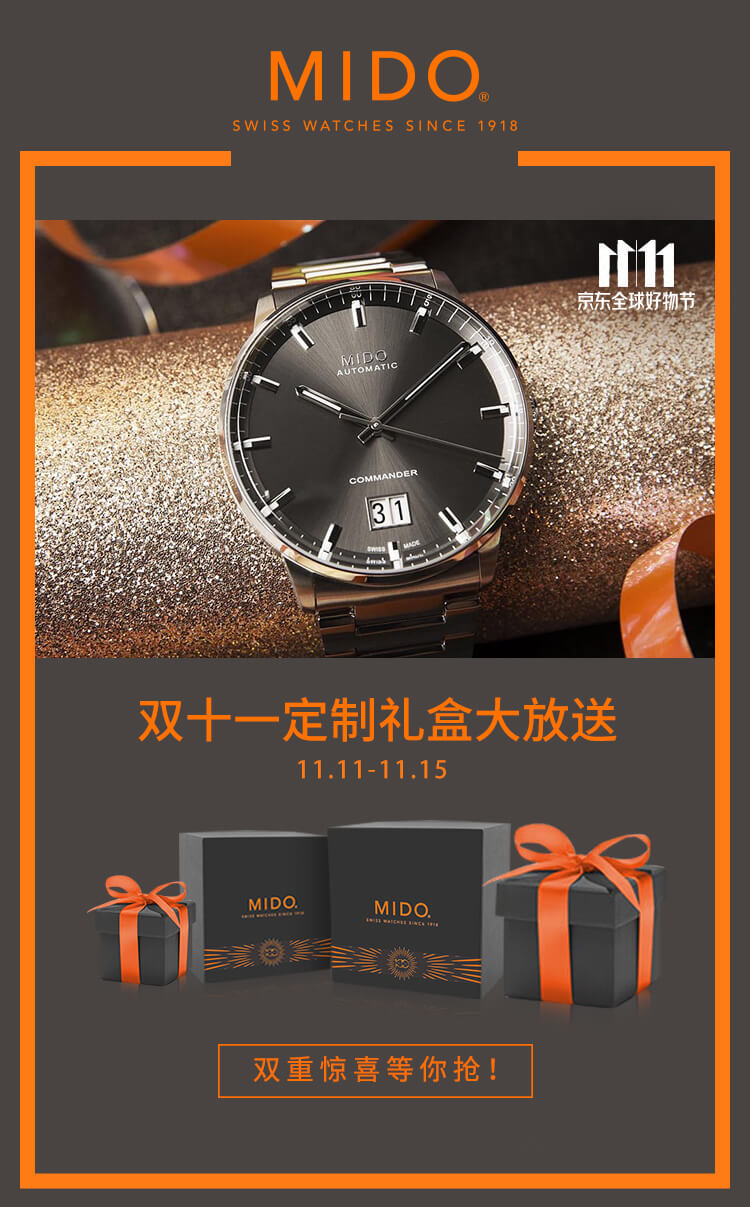 MIDO®
SWISS WATCHES SINCE 1918
11 11
京东全球好物节
MIDO
AUTOMATIC
COMMANDER
31
SWISS MADE
双十一定制礼盒大放送
11.11-11.15
MIDO.
SWISS WATCHES SINCE 1918
MIDO.
SWISS WATCHES SINCE 1918
双重惊喜等你抢！